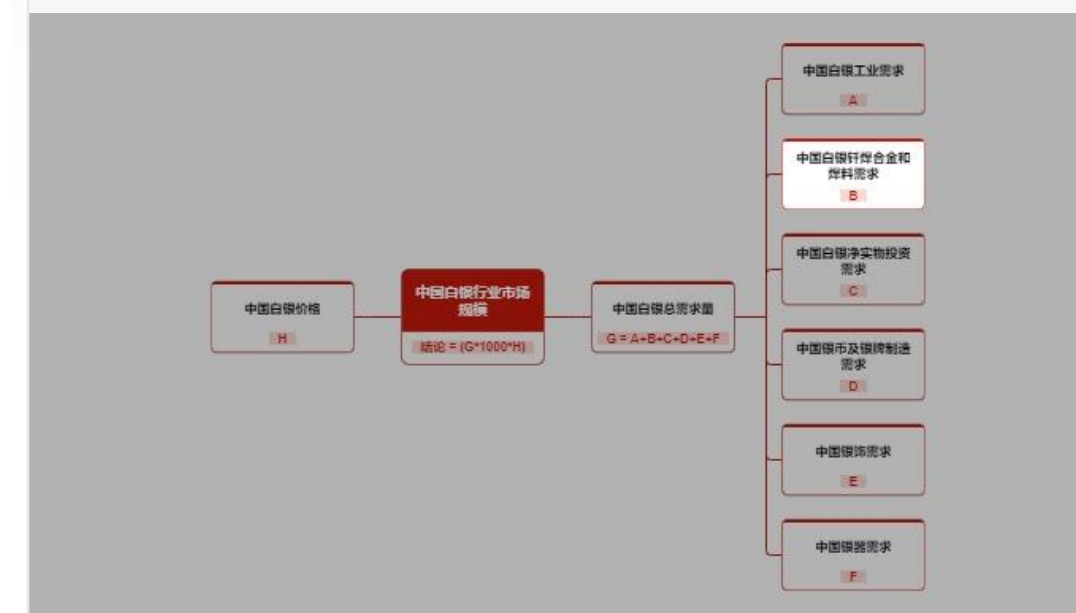 中国白银价格
H
中国白银行业市场
规模
结论 = (G*1000*H)
中国白银总需求量
G = A+B+C+D+E+F
中国白银工业需求
A
中国白银钎焊合金和
焊料需求
B
中国白银净实物投资
需求
C
中国银币及银牌制造
需求
D
中国银饰需求
E
中国银器需求
F